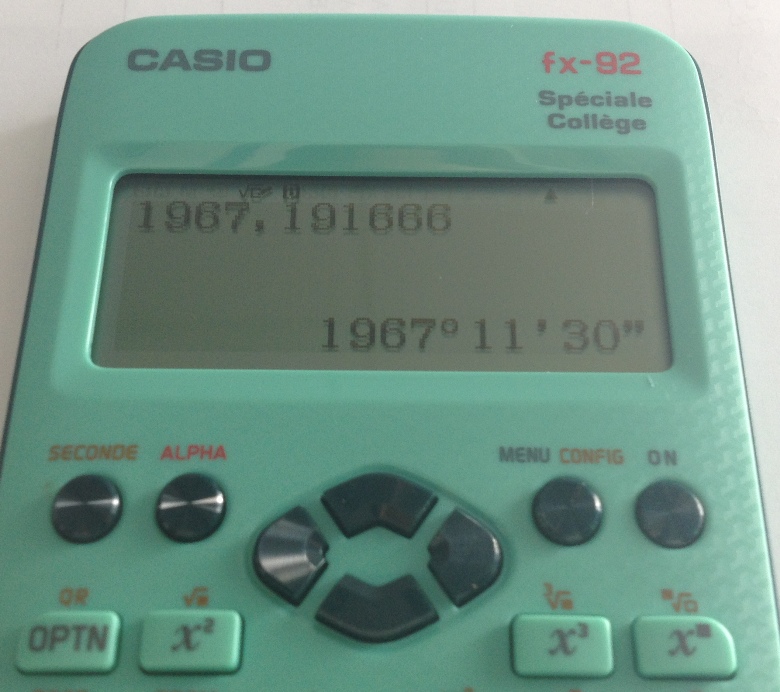 CASIO
fx-92
Spéciale
Collège
1967,191666
1967°11'30"
SECONDE ALPHA MENU CONFIG ON
QR √■ ³√■ ■√□
OPTN x² x³ x■